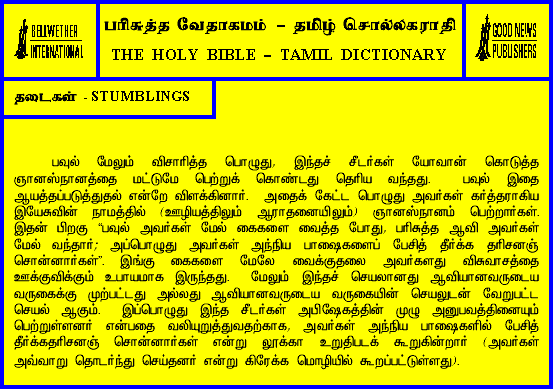 BELLWETHER
INTERNATIONAL
பரிசுத்த வேதாகமம் – தமிழ் சொல்லகராதி
THE HOLY BIBLE – TAMIL DICTIONARY
GOOD NEWS
PUBLISHERS
தடைகள் - STUMBLINGS
பவுல் மேலும் விசாரித்த பொழுது, இந்தச் சீடர்கள் யோவான் கொடுத்த
ஞானஸ்நானத்தை மட்டுமே பெற்றுக் கொண்டது தெரிய வந்தது. பவுல் இதை
ஆயத்தப்படுத்துதல் என்றே விளக்கினார். அதைக் கேட்ட பொழுது அவர்கள் கர்த்தராகிய
இயேசுவின் நாமத்தில் (ஊழியத்திலும் ஆராதனையிலும்) ஞானஸ்நானம் பெற்றார்கள்.
இதன் பிறகு “பவுல் அவர்கள் மேல் கைகளை வைத்த போது, பரிசுத்த ஆவி அவர்கள்
மேல் வந்தார்; அப்பொழுது அவர்கள் அந்நிய பாஷைகளைப் பேசித் தீர்க்க தரிசனஞ்
சொன்னார்கள்”. இங்கு கைகளை மேலே வைக்குதலை அவர்களது விசுவாசத்தை
ஊக்குவிக்கும் உபாயமாக இருந்தது. மேலும் இந்தச் செயலானது ஆவியானவருடைய
வருகைக்கு முற்பட்டது அல்லது ஆவியானவருடைய வருகையின் செயலுடன் வேறுபட்ட
செயல் ஆகும். இப்பொழுது இந்த சீடர்கள் அபிஷேகத்தின் முழு அனுபவத்தினையும்
பெற்றுள்ளனர் என்பதை வலியுறுத்துவதற்காக, அவர்கள் அந்நிய பாஷைகளில் பேசித்
தீர்க்கதரிசனஞ் சொன்னார்கள் என்று லூக்கா உறுதிபடக் கூறுகின்றார் (அவர்கள்
அவ்வாறு தொடர்ந்து செய்தனர் என்று கிரேக்க மொழியில் கூறப்பட்டுள்ளது).